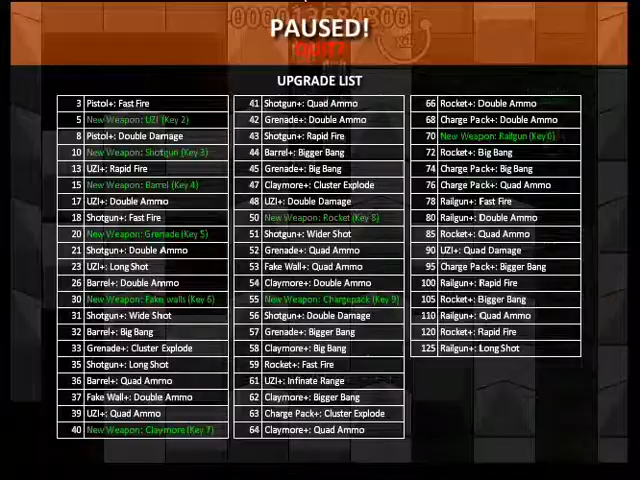 PAUSED!
QUIT?
UPGRADE LIST
3 Pistol+: Fast Fire
5 New Weapon: UZI (Key 2)
8 Pistol+: Double Damage
10 New Weapon: Shotgun (Key 3)
13 UZI+: Rapid Fire
15 New Weapon: Barrel (Key 4)
17 UZI+: Double Ammo
18 Shotgun+: Fast Fire
20 New Weapon: Grenade (Key 5)
21 Shotgun+: Double Ammo
23 UZI+: Long Shot
26 Barrel+: Double Ammo
30 New Weapon: Fake walls (Key 6)
31 Shotgun+: Wide Shot
32 Barrel+: Big Bang
33 Grenade+: Cluster Explode
35 Shotgun+: Long Shot
36 Barrel+: Quad Ammo
37 Fake Wall+: Double Ammo
39 UZI+: Quad Ammo
40 New Weapon: Claymore (Key 7)
41 Shotgun+: Quad Ammo
42 Grenade+: Double Ammo
43 Shotgun+: Rapid Fire
44 Barrel+: Bigger Bang
45 Grenade+: Big Bang
47 Claymore+: Cluster Explode
48 UZI+: Double Damage
50 New Weapon: Rocket (Key 8)
51 Shotgun+: Wider Shot
52 Grenade+: Quad Ammo
53 Fake Wall+: Quad Ammo
54 Claymore+: Double Ammo
55 New Weapon: Chargepack (Key 9)
56 Shotgun+: Double Damage
57 Grenade+: Bigger Bang
58 Claymore+: Big Bang
59 Rocket+: Fast Fire
61 UZI+: Infinate Range
62 Claymore+: Bigger Bang
63 Charge Pack+: Cluster Explode
64 Claymore+: Quad Ammo
66 Rocket+: Double Ammo
68 Charge Pack+: Double Ammo
70 New Weapon: Railgun (Key 0)
72 Rocket+: Big Bang
74 Charge Pack+: Big Bang
76 Charge Pack+: Quad Ammo
78 Railgun+: Fast Fire
80 Railgun+: Double Ammo
85 Rocket+: Quad Ammo
90 UZI+: Quad Damage
95 Charge Pack+: Bigger Bang
100 Railgun+: Rapid Fire
105 Rocket+: Bigger Bang
110 Railgun+: Quad Ammo
120 Rocket+: Rapid Fire
125 Railgun+: Long Shot